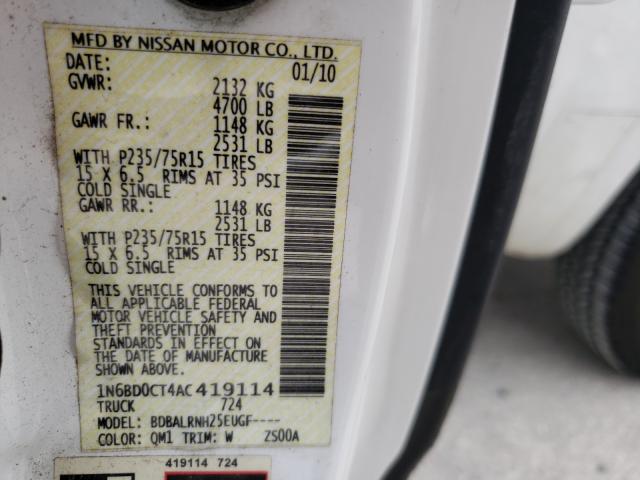 MFD BY NISSAN MOTOR CO., LTD.
DATE: 01/10
GVWR: 2132 KG
4700 LB
GAWR FR.: 1148 KG
2531 LB
WITH P235/75R15 TIRES
15 X 6.5 RIMS AT 35 PSI
COLD SINGLE
GAWR RR.: 1148 KG
2531 LB
WITH P235/75R15 TIRES
15 X 6.5 RIMS AT 35 PSI
COLD SINGLE
THIS VEHICLE CONFORMS TO
ALL APPLICABLE FEDERAL
MOTOR VEHICLE SAFETY AND
THEFT PREVENTION
STANDARDS IN EFFECT ON
THE DATE OF MANUFACTURE
SHOWN ABOVE.
1N6BD0CT4AC419114
TRUCK 724
MODEL: BDBALRNH25EUGF----
COLOR: QM1 TRIM: W ZS00A
419114 724